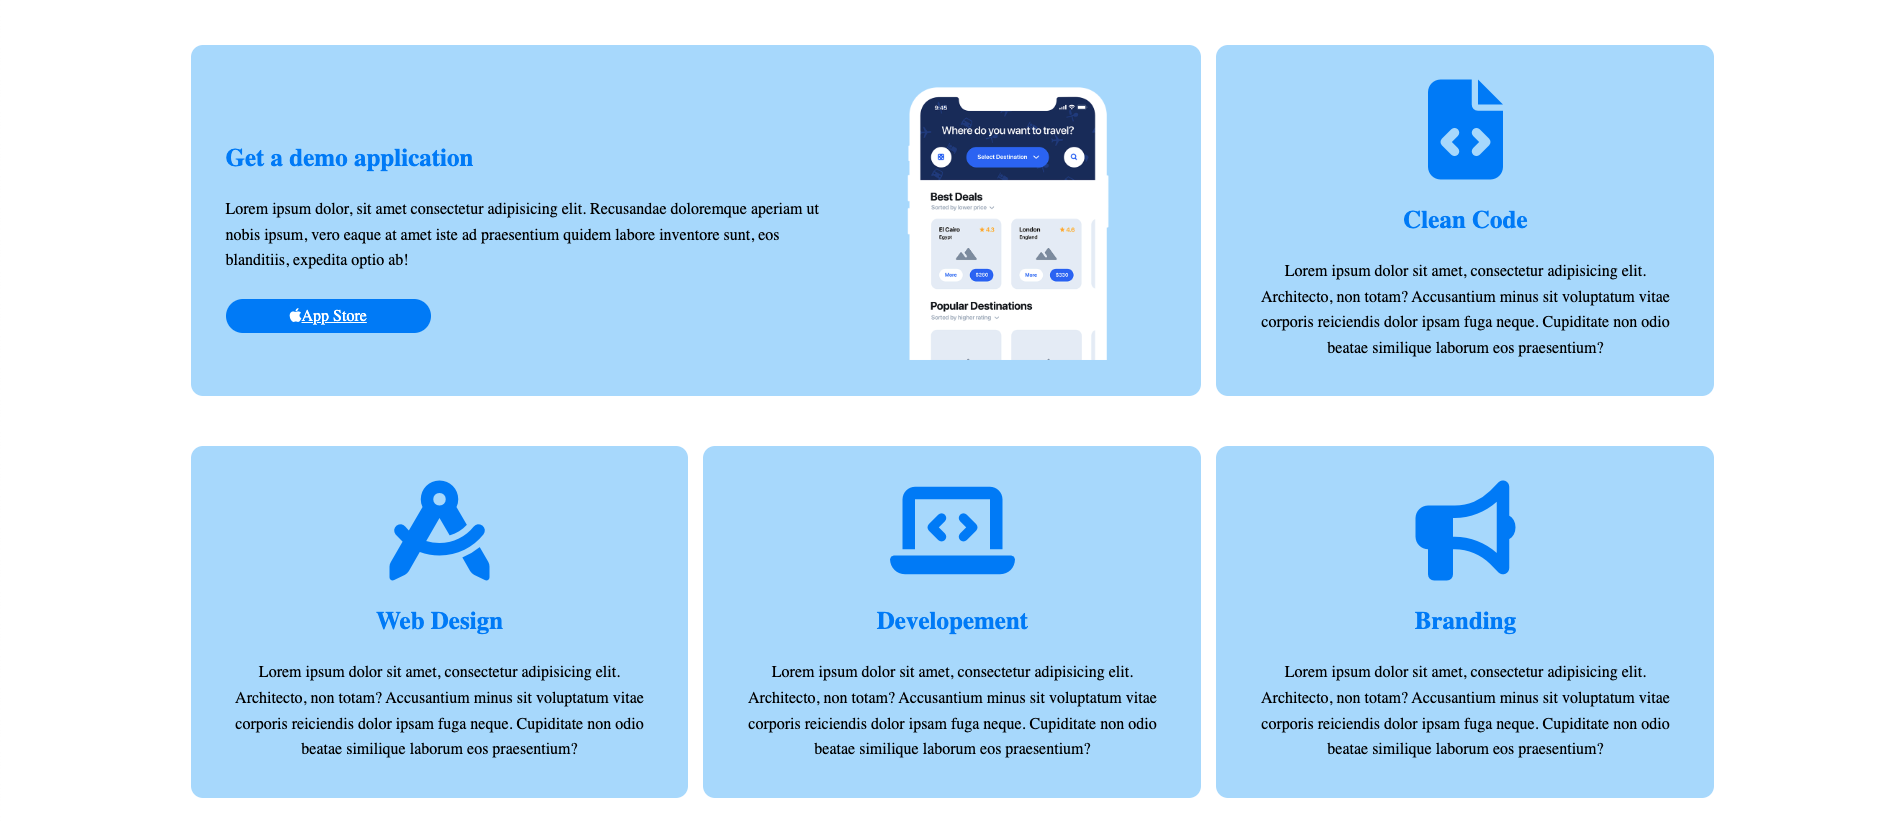 Get a demo application
Lorem ipsum dolor, sit amet consectetur adipisicing elit. Recusandae doloremque aperiam ut
nobis ipsum, vero eaque at amet iste ad praesentium quidem labore inventore sunt, eos
blanditiis, expedita optio ab!
App Store
9:45
Where do you want to travel?
Select Destination
Best Deals
Sorted by lower price
El Cairo 4.3
Egypt
More $200
London 4.6
England
More $330
Popular Destinations
Sorted by higher rating
Clean Code
Lorem ipsum dolor sit amet, consectetur adipisicing elit.
Architecto, non totam? Accusantium minus sit voluptatum vitae
corporis reiciendis dolor ipsam fuga neque. Cupiditate non odio
beatae similique laborum eos praesentium?
Web Design
Lorem ipsum dolor sit amet, consectetur adipisicing elit.
Architecto, non totam? Accusantium minus sit voluptatum vitae
corporis reiciendis dolor ipsam fuga neque. Cupiditate non odio
beatae similique laborum eos praesentium?
Developement
Lorem ipsum dolor sit amet, consectetur adipisicing elit.
Architecto, non totam? Accusantium minus sit voluptatum vitae
corporis reiciendis dolor ipsam fuga neque. Cupiditate non odio
beatae similique laborum eos praesentium?
Branding
Lorem ipsum dolor sit amet, consectetur adipisicing elit.
Architecto, non totam? Accusantium minus sit voluptatum vitae
corporis reiciendis dolor ipsam fuga neque. Cupiditate non odio
beatae similique laborum eos praesentium?